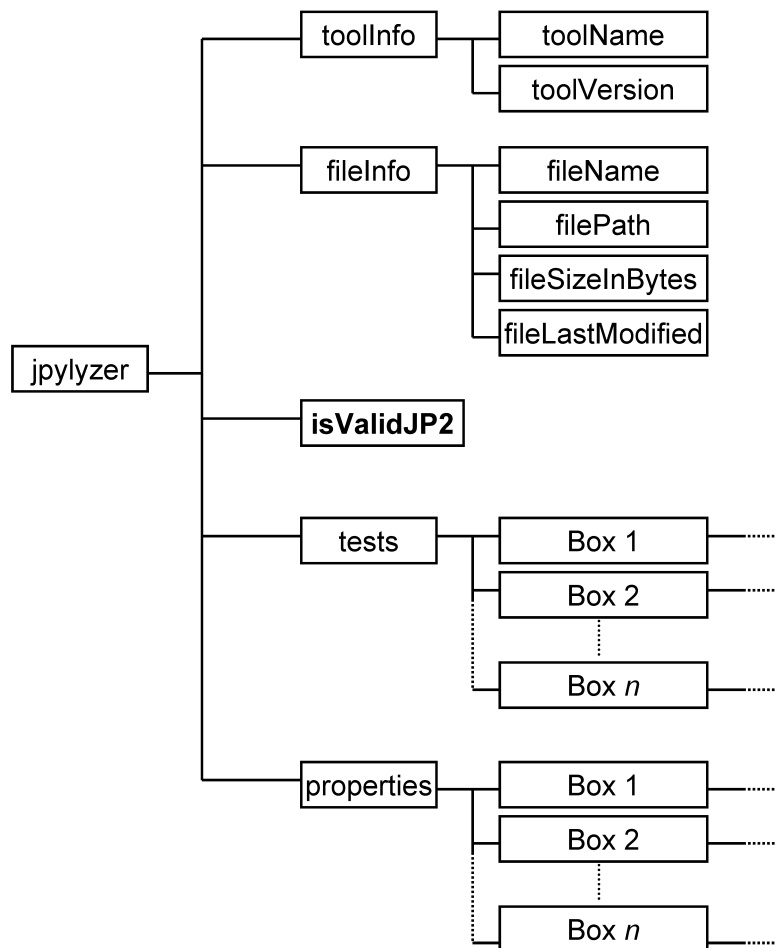 toolInfo
toolName
toolVersion
fileInfo
fileName
filePath
fileSizeInBytes
fileLastModified
jpylyzer
isValidJP2
tests
Box 1
Box 2
Box n
properties
Box 1
Box 2
Box n